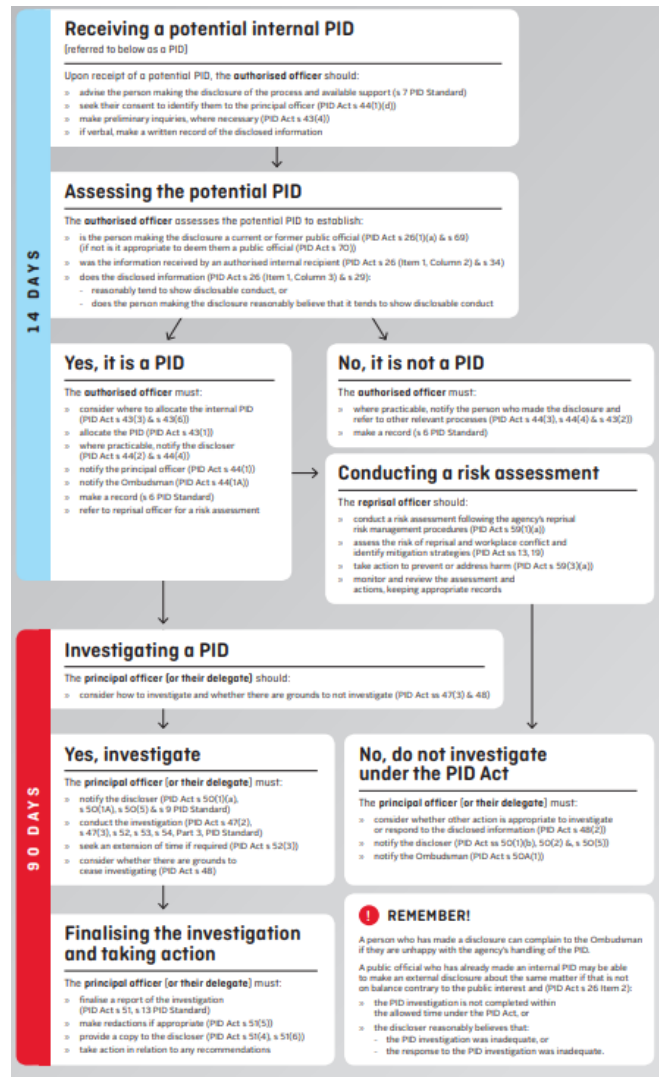 Receiving a potential internal PID
(referred to below as a PID)
Upon receipt of a potential PID, the authorised officer should:
» advise the person making the disclosure of the process and available support (s 7 PID Standard)
» seek their consent to identify them to the principal officer (PID Act s 44(1)(d))
» make preliminary inquiries, where necessary (PID Act s 43(4))
» if verbal, make a written record of the disclosed information
14 DAYS
Assessing the potential PID
The authorised officer assesses the potential PID to establish:
» is the person making the disclosure a current or former public official (PID Act s 26(1)(a) & s 69)
(if not is it appropriate to deem them a public official (PID Act s 70))
» was the information received by an authorised internal recipient (PID Act s 26 (Item 1, Column 2) & s 34)
» does the disclosed information (PID Act s 26 (Item 1, Column 3) & s 29):
- reasonably tend to show disclosable conduct, or
- does the person making the disclosure reasonably believe that it tends to show disclosable conduct
Yes, it is a PID
The authorised officer must:
» consider where to allocate the internal PID
(PID Act s 43(3) & s 43(6))
» allocate the PID (PID Act s 43(1))
» where practicable, notify the discloser
(PID Act s 44(2) & s 44(4))
» notify the principal officer (PID Act s 44(1))
» notify the Ombudsman (PID Act s 44(1A))
» make a record (s 6 PID Standard)
» refer to reprisal officer for a risk assessment
No, it is not a PID
The authorised officer must:
» where practicable, notify the person who made the disclosure and
refer to other relevant processes (PID Act s 44(3), s 44(4) & s 43(2))
» make a record (s 6 PID Standard)
Conducting a risk assessment
The reprisal officer should:
» conduct a risk assessment following the agency's reprisal
risk management procedures (PID Act s 59(1)(a))
» assess the risk of reprisal and workplace conflict and
identify mitigation strategies (PID Act ss 13, 19)
» take action to prevent or address harm (PID Act s 59(3)(a))
» monitor and review the assessment and
actions, keeping appropriate records
90 DAYS
Investigating a PID
The principal officer (or their delegate) should:
» consider how to investigate and whether there are grounds to not investigate (PID Act ss 47(3) & 48)
Yes, investigate
The principal officer (or their delegate) must:
» notify the discloser (PID Act s 50(1)(a),
s 50(1A), s 50(5) & s 9 PID Standard)
» conduct the investigation (PID Act s 47(2),
s 47(3), s 52, s 53, s 54, Part 3, PID Standard)
» seek an extension of time if required (PID Act s 52(3))
» consider whether there are grounds to
cease investigating (PID Act s 48)
No, do not investigate
under the PID Act
The principal officer (or their delegate) must:
» consider whether other action is appropriate to investigate
or respond to the disclosed information (PID Act s 48(2))
» notify the discloser (PID Act ss 50(1)(b), 50(2) &, s 50(5))
» notify the Ombudsman (PID Act s 50A(1))
Finalising the investigation
and taking action
The principal officer (or their delegate) must:
» finalise a report of the investigation
(PID Act s 51, s 13 PID Standard)
» make redactions if appropriate (PID Act s 51(5))
» provide a copy to the discloser (PID Act s 51(4), s 51(6))
» take action in relation to any recommendations
! REMEMBER!
A person who has made a disclosure can complain to the Ombudsman
if they are unhappy with the agency's handling of the PID.
A public official who has already made an internal PID may be able
to make an external disclosure about the same matter if that is not
on balance contrary to the public interest and (PID Act s 26 Item 2):
» the PID investigation is not completed within
the allowed time under the PID Act, or
» the discloser reasonably believes that:
- the PID investigation was inadequate, or
- the response to the PID investigation was inadequate.